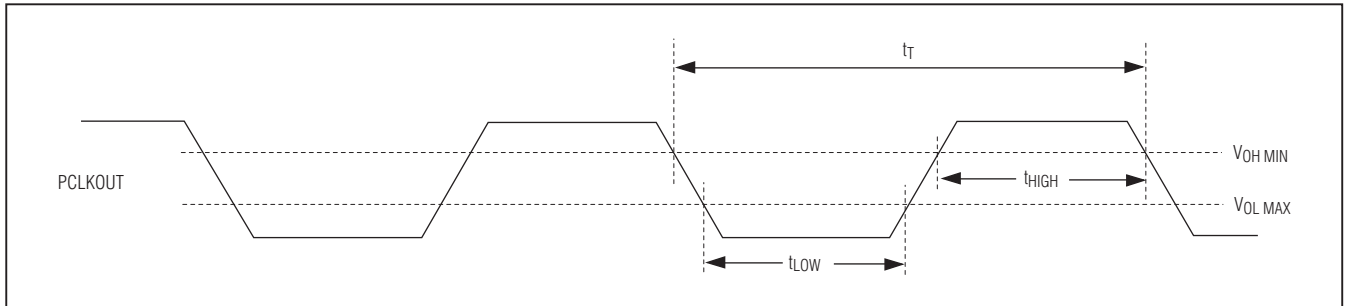 tT
VOH MIN
PCLKOUT
tHIGH
VOL MAX
tLOW